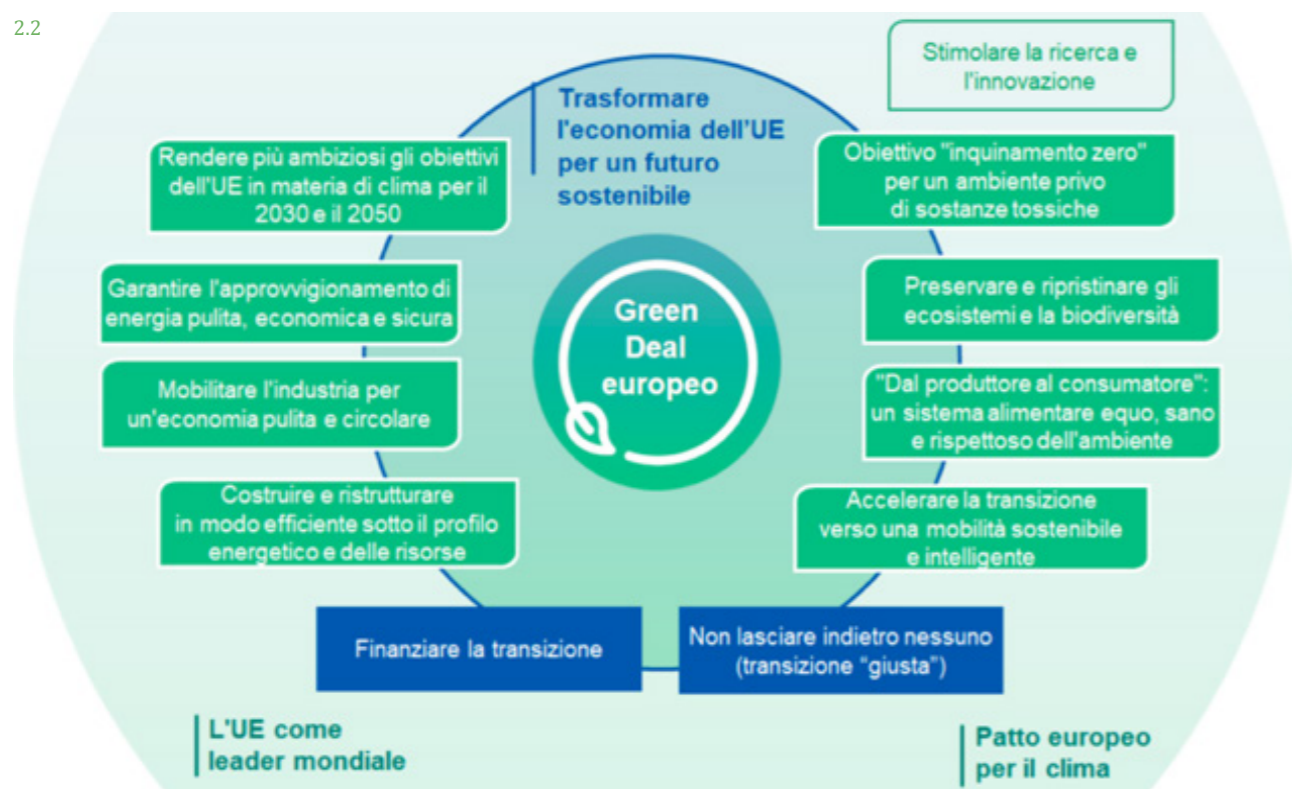 2.2
Stimolare la ricerca e
l'innovazione
Trasformare
l'economia dell'UE
per un futuro
sostenibile
Rendere più ambiziosi gli obiettivi
dell'UE in materia di clima per il
2030 e il 2050
Obiettivo "inquinamento zero"
per un ambiente privo
di sostanze tossiche
Garantire l'approvvigionamento di
energia pulita, economica e sicura
Preservare e ripristinare gli
ecosistemi e la biodiversità
Green
Deal
europeo
Mobilitare l'industria per
un'economia pulita e circolare
"Dal produttore al consumatore":
un sistema alimentare equo, sano
e rispettoso dell'ambiente
Costruire e ristrutturare
in modo efficiente sotto il profilo
energetico e delle risorse
Accelerare la transizione
verso una mobilità sostenibile
e intelligente
Finanziare la transizione
Non lasciare indietro nessuno
(transizione “giusta”)
L'UE come
leader mondiale
Patto europeo
per il clima